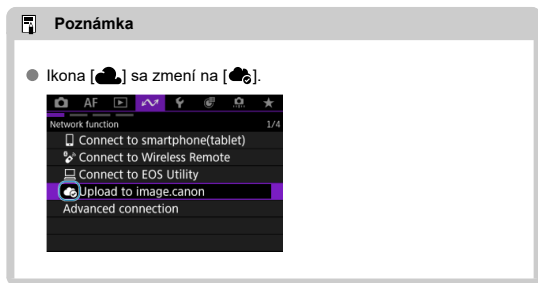 Poznámka
Ikona [ ] sa zmení na [ ].
AF
Network function 1/4
Connect to smartphone(tablet)
Connect to Wireless Remote
Connect to EOS Utility
Upload to image.canon
Advanced connection